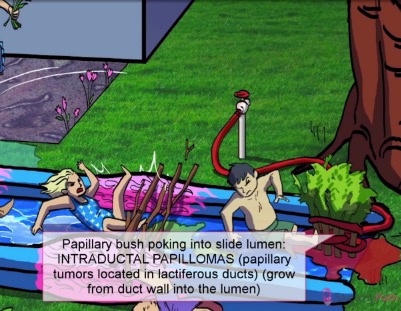 Papillary bush poking into slide lumen:
INTRADUCTAL PAPILLOMAS (papillary
tumors located in lactiferous ducts) (grow
from duct wall into the lumen)